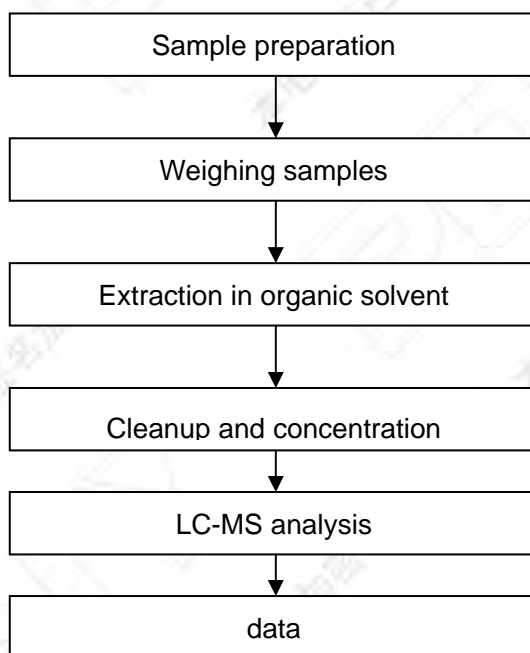 Sample preparation
Weighing samples
Extraction in organic solvent
Cleanup and concentration
LC-MS analysis
data